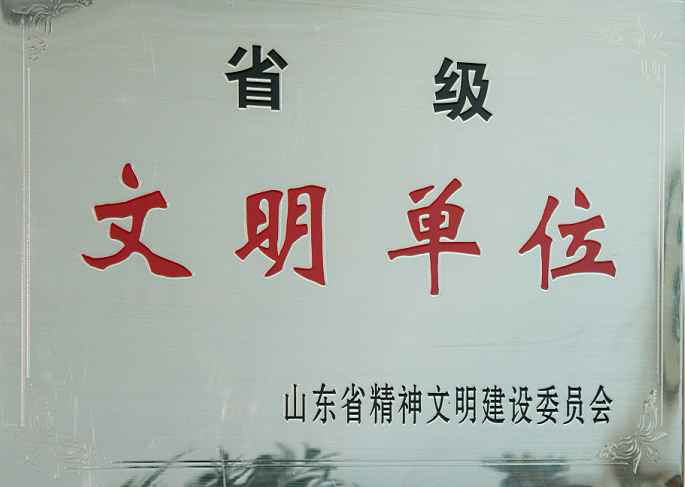 省级
文明单位
山东省精神文明建设委员会